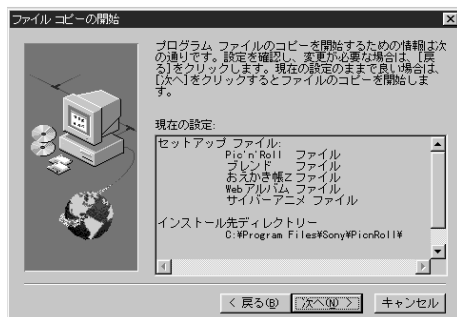 ファイル コピーの開始
プログラム ファイルのコピーを開始するための情報は次
の通りです。設定を確認し、変更が必要な場合は、[戻
る]をクリックします。現在の設定のままで良い場合は、
[次へ]をクリックするとファイルのコピーを開始しま
す。
現在の設定:
セットアップ ファイル:
Pic'n'Roll ファイル
ブレンド ファイル
おえかき帳Z ファイル
Webアルバム ファイル
サイバーアニメ ファイル
インストール先ディレクトリー
C:¥Program Files¥Sony¥PicnRoll¥
< 戻る(B)
次へ(N) >
キャンセル